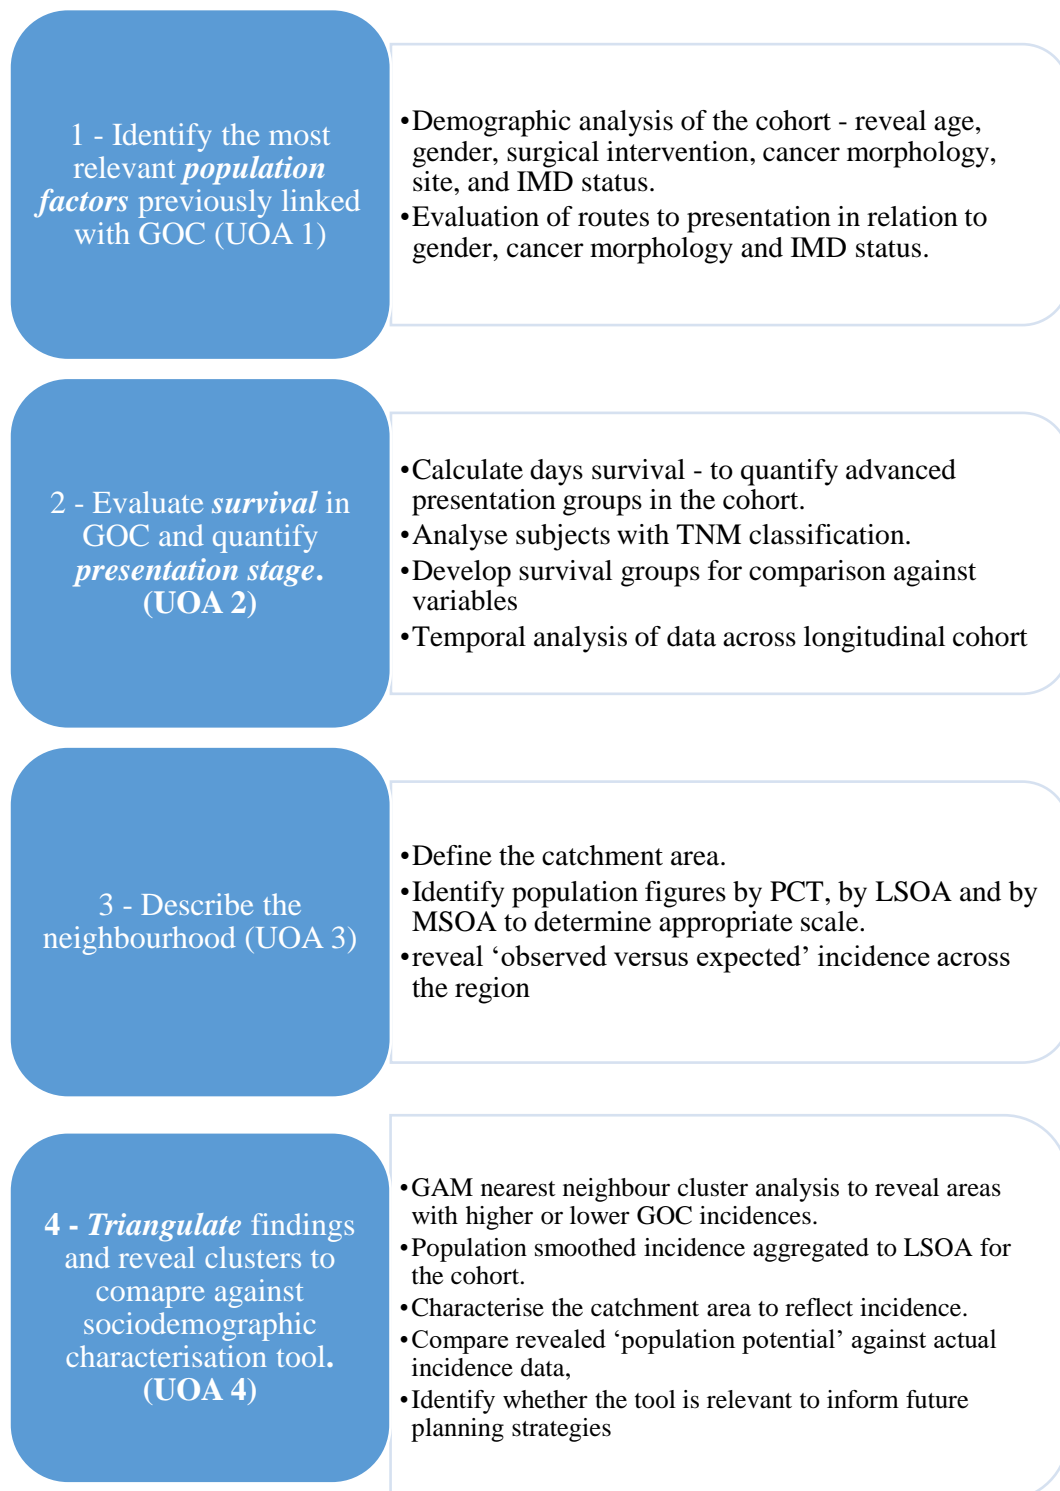 1 - Identify the most
relevant population
factors previously linked
with GOC (UOA 1)
•Demographic analysis of the cohort - reveal age,
gender, surgical intervention, cancer morphology,
site, and IMD status.
•Evaluation of routes to presentation in relation to
gender, cancer morphology and IMD status.
2 - Evaluate survival in
GOC and quantify
presentation stage.
(UOA 2)
•Calculate days survival - to quantify advanced
presentation groups in the cohort.
•Analyse subjects with TNM classification.
•Develop survival groups for comparison against
variables
•Temporal analysis of data across longitudinal cohort
3 - Describe the
neighbourhood (UOA 3)
•Define the catchment area.
•Identify population figures by PCT, by LSOA and by
MSOA to determine appropriate scale.
•reveal ‘observed versus expected’ incidence across
the region
4 - Triangulate findings
and reveal clusters to
comapre against
sociodemographic
characterisation tool.
(UOA 4)
•GAM nearest neighbour cluster analysis to reveal areas
with higher or lower GOC incidences.
•Population smoothed incidence aggregated to LSOA for
the cohort.
•Characterise the catchment area to reflect incidence.
•Compare revealed ‘population potential’ against actual
incidence data,
•Identify whether the tool is relevant to inform future
planning strategies